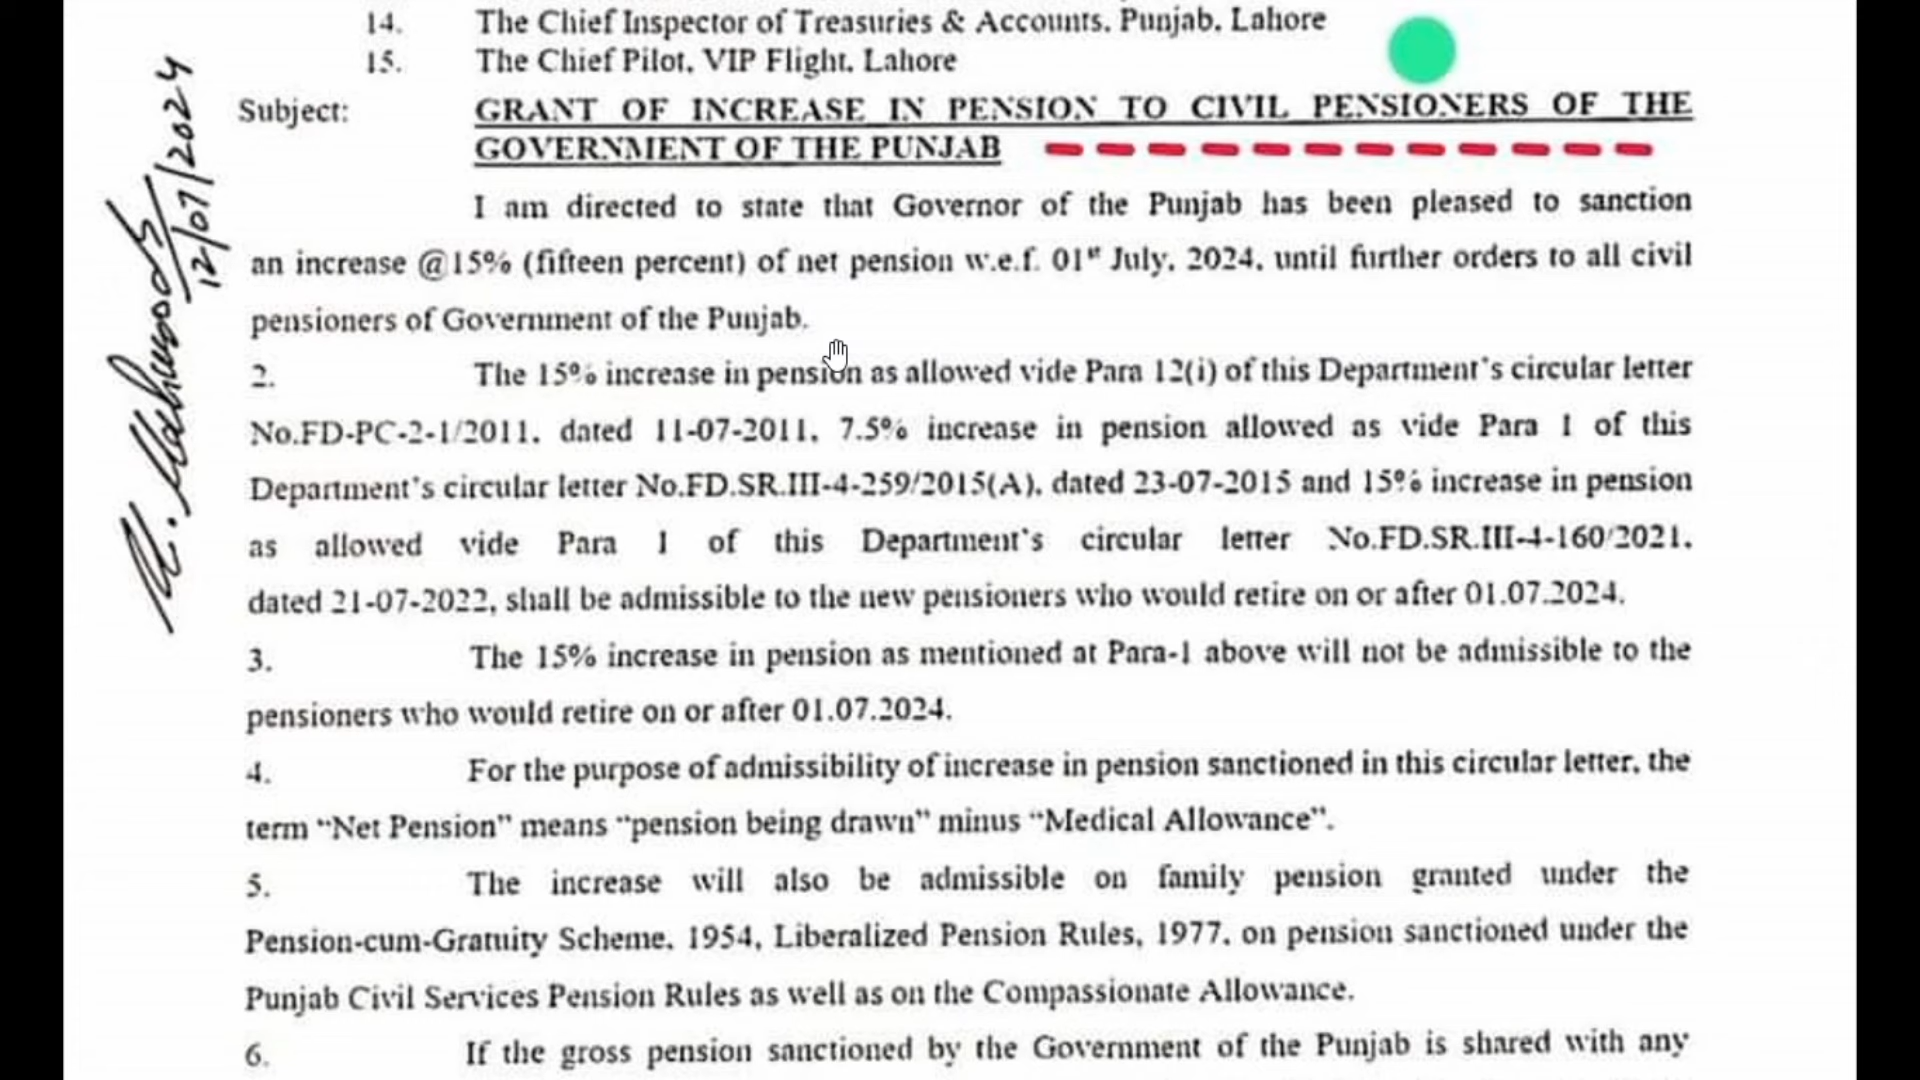 14. The Chief Inspector of Treasuries & Accounts, Punjab, Lahore
15. The Chief Pilot, VIP Flight, Lahore
Subject: GRANT OF INCREASE IN PENSION TO CIVIL PENSIONERS OF THE
GOVERNMENT OF THE PUNJAB
I am directed to state that Governor of the Punjab has been pleased to sanction
an increase @15% (fifteen percent) of net pension w.e.f. 01st July, 2024, until further orders to all civil
pensioners of Government of the Punjab.
2. The 15% increase in pension as allowed vide Para 12(i) of this Department's circular letter
No.FD-PC-2-1/2011, dated 11-07-2011, 7.5% increase in pension allowed as vide Para 1 of this
Department's circular letter No.FD.SR.III-4-259/2015(A), dated 23-07-2015 and 15% increase in pension
as allowed vide Para 1 of this Department's circular letter No.FD.SR.III-4-160/2021,
dated 21-07-2022, shall be admissible to the new pensioners who would retire on or after 01.07.2024.
3. The 15% increase in pension as mentioned at Para-1 above will not be admissible to the
pensioners who would retire on or after 01.07.2024.
4. For the purpose of admissibility of increase in pension sanctioned in this circular letter, the
term “Net Pension” means “pension being drawn” minus “Medical Allowance”.
5. The increase will also be admissible on family pension granted under the
Pension-cum-Gratuity Scheme, 1954, Liberalized Pension Rules, 1977, on pension sanctioned under the
Punjab Civil Services Pension Rules as well as on the Compassionate Allowance.
6. If the gross pension sanctioned by the Government of the Punjab is shared with any
12/07/2024